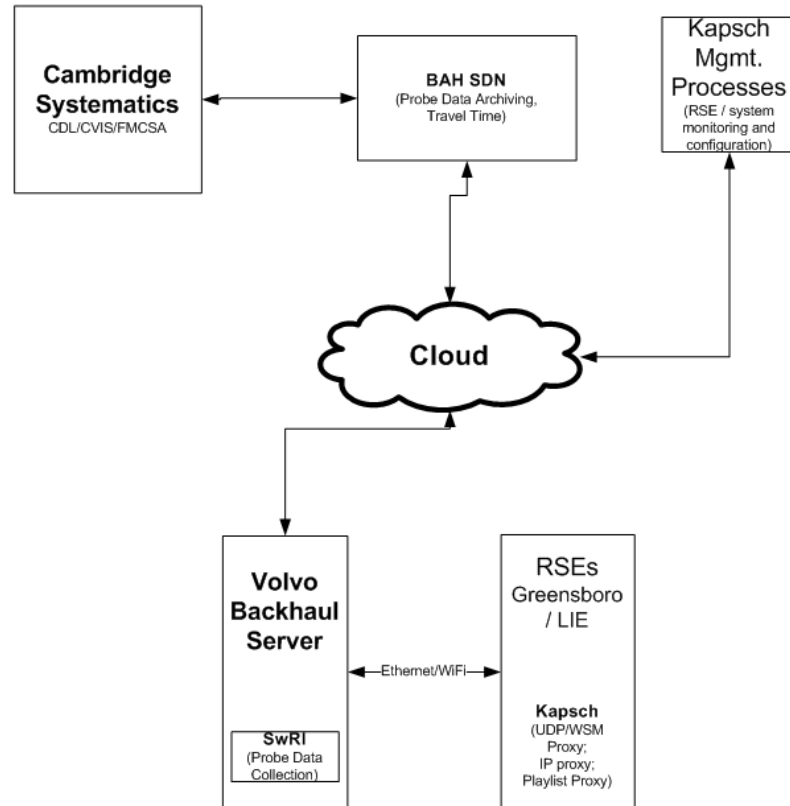 Cambridge
Systematics
CDL/CVIS/FMCSA
BAH SDN
(Probe Data Archiving,
Travel Time)
Kapsch
Mgmt.
Processes
(RSE / system
monitoring and
configuration)
Cloud
Volvo
Backhaul
Server
SwRI
(Probe Data
Collection)
Ethernet/WiFi
RSEs
Greensboro
/ LIE
Kapsch
(UDP/WSM
Proxy;
IP proxy;
Playlist Proxy)